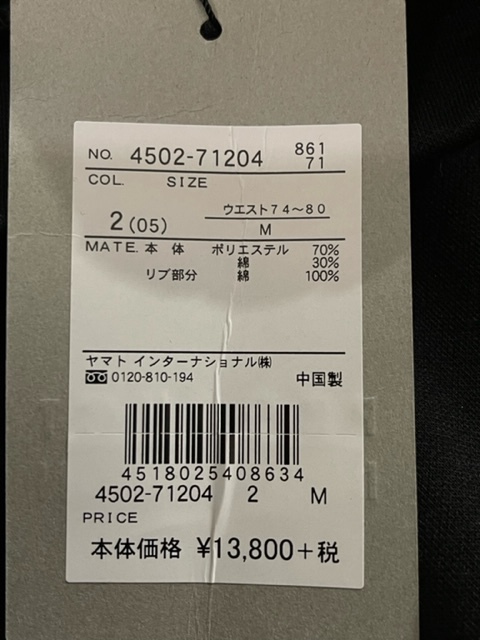 NO. 4502-71204 861
71
COL. SIZE
2 (05) ウエスト74〜80
M
MATE. 本 体 ポリエステル 70%
綿 30%
リブ部分 綿 100%
ヤマト インターナショナル㈱
0120-810-194 中国製
4518025408634
4502-71204 2 M
PRICE
本体価格 ¥13,800+税